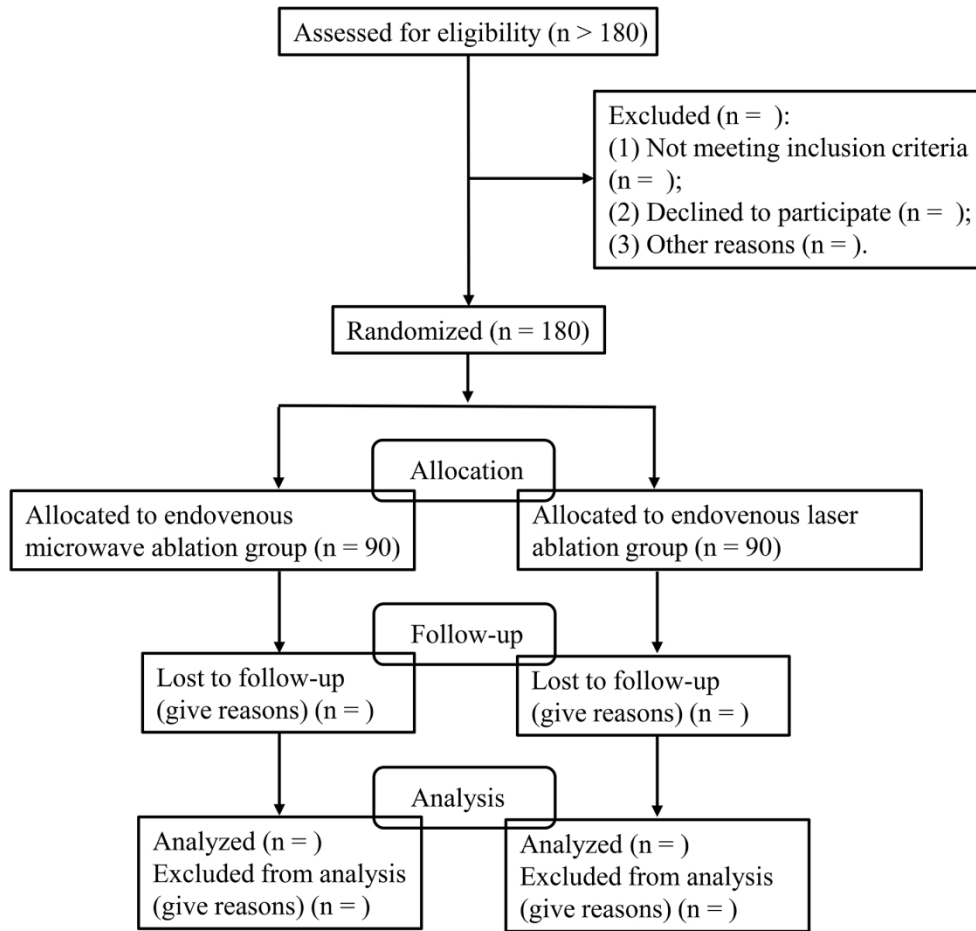 Assessed for eligibility (n > 180)
Excluded (n =  ):
(1) Not meeting inclusion criteria
(n =  );
(2) Declined to participate (n =  );
(3) Other reasons (n = ).
Randomized (n = 180)
Allocation
Allocated to endovenous
microwave ablation group (n = 90)
Allocated to endovenous laser
ablation group (n = 90)
Follow-up
Lost to follow-up
(give reasons) (n = )
Lost to follow-up
(give reasons) (n = )
Analysis
Analyzed (n = )
Excluded from analysis
(give reasons) (n = )
Analyzed (n = )
Excluded from analysis
(give reasons) (n = )